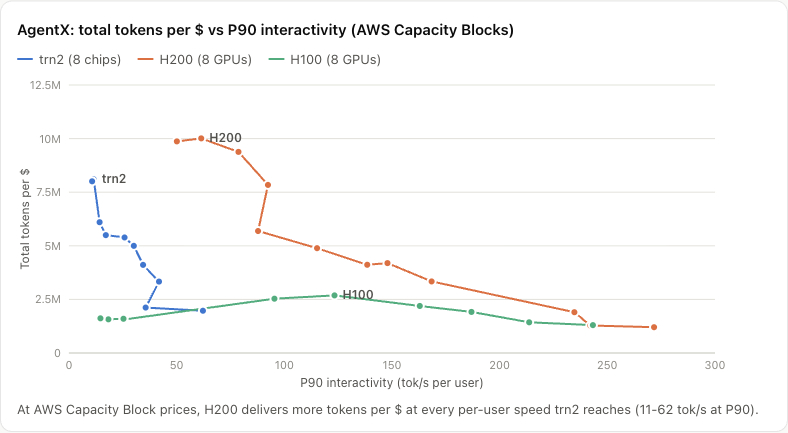 AgentX: total tokens per $ vs P90 interactivity (AWS Capacity Blocks)
trn2 (8 chips) H200 (8 GPUs) H100 (8 GPUs)
12.5M
10M
7.5M
5M
2.5M
0
Total tokens per $
H200
trn2
H100
0 50 100 150 200 250 300
P90 interactivity (tok/s per user)
At AWS Capacity Block prices, H200 delivers more tokens per $ at every per-user speed trn2 reaches (11-62 tok/s at P90).